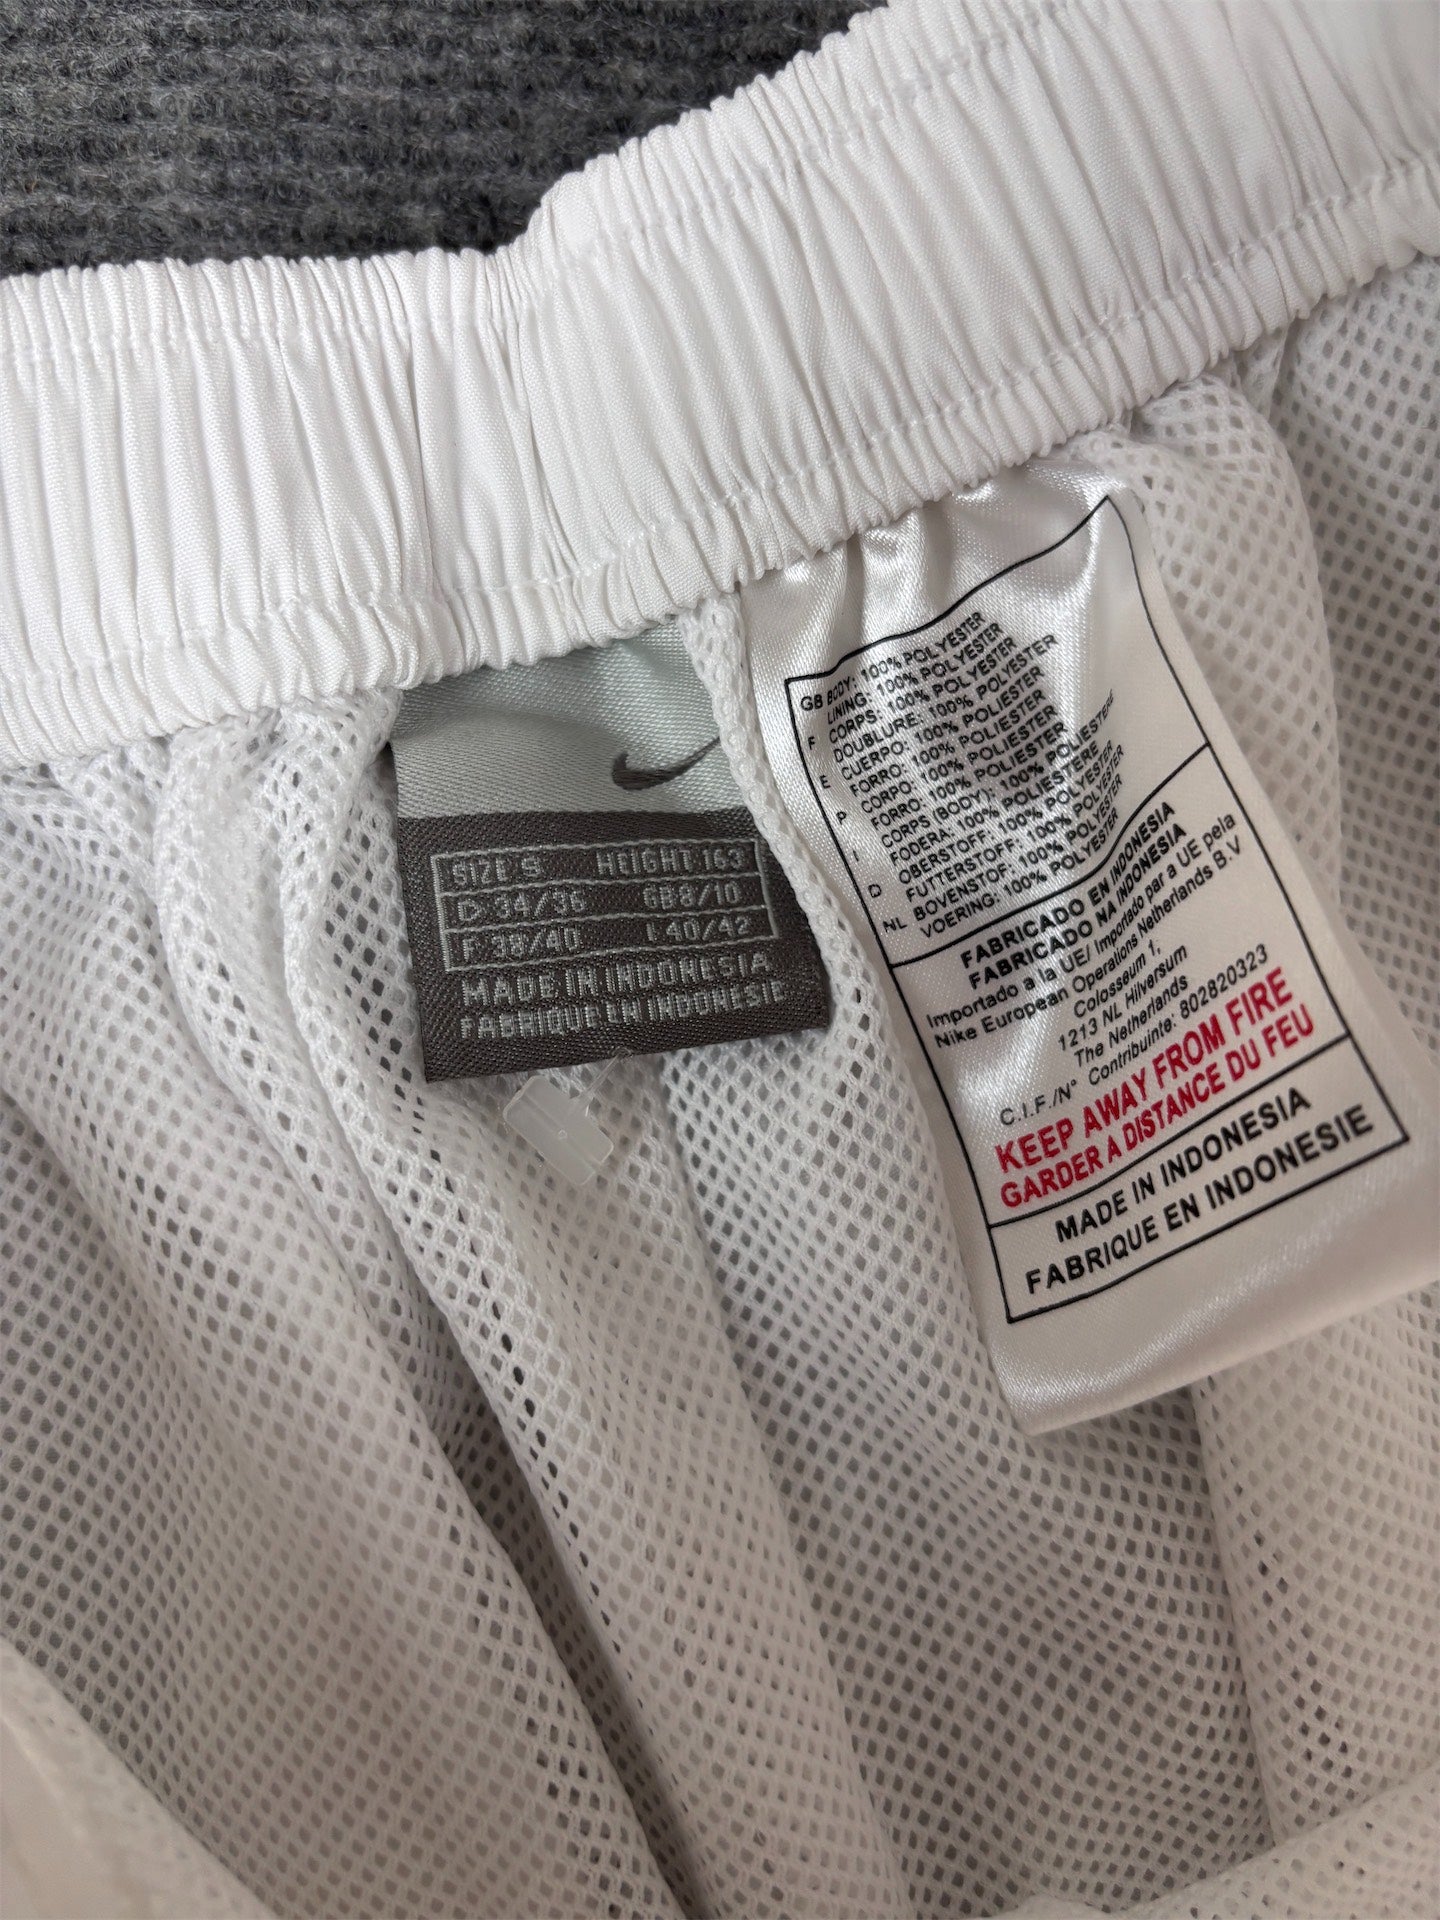 SIZE S HEIGHT 163
D 34/36 GB 8/10
F 38/40 I 40/42
MADE IN INDONESIA
FABRIQUE EN INDONESIE
GB BODY: 100% POLYESTER
LINING: 100% POLYESTER
F CORPS: 100% POLYESTER
DOUBLURE: 100% POLYESTER
E CUERPO: 100% POLIESTER
FORRO: 100% POLIESTER
P CORPO: 100% POLIESTER
FORRO: 100% POLIESTER
I CORPS (BODY): 100% POLIESTERE
FODERA: 100% POLIESTERE
D OBERSTOFF: 100% POLYESTER
FUTTERSTOFF: 100% POLYESTER
NL BOVENSTOF: 100% POLYESTER
VOERING: 100% POLYESTER
FABRICADO EN INDONESIA
FABRICADO NA INDONESIA
Importado a la UE/ Importado par a UE pela
Nike European Operations Netherlands B.V
Colosseum 1,
1213 NL Hilversum
The Netherlands
C.I.F./N° Contribuinte: 802820323
KEEP AWAY FROM FIRE
GARDER A DISTANCE DU FEU
MADE IN INDONESIA
FABRIQUE EN INDONESIE